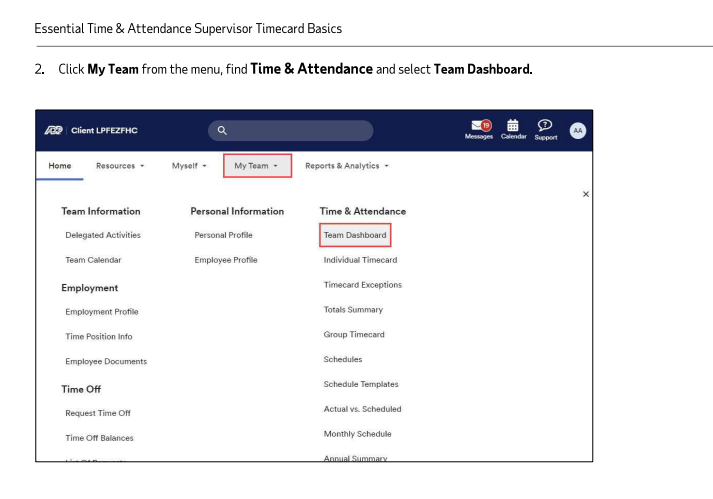 Essential Time & Attendance Supervisor Timecard Basics
2. Click My Team from the menu, find Time & Attendance and select Team Dashboard.
ADP Client LPFEZFHC
19
Messages Calendar Support AA
Home Resources Myself My Team Reports & Analytics
×
Team Information
Delegated Activities
Team Calendar
Employment
Employment Profile
Time Position Info
Employee Documents
Time Off
Request Time Off
Time Off Balances
Personal Information
Personal Profile
Employee Profile
Time & Attendance
Team Dashboard
Individual Timecard
Timecard Exceptions
Totals Summary
Group Timecard
Schedules
Schedule Templates
Actual vs. Scheduled
Monthly Schedule
Annual Summary